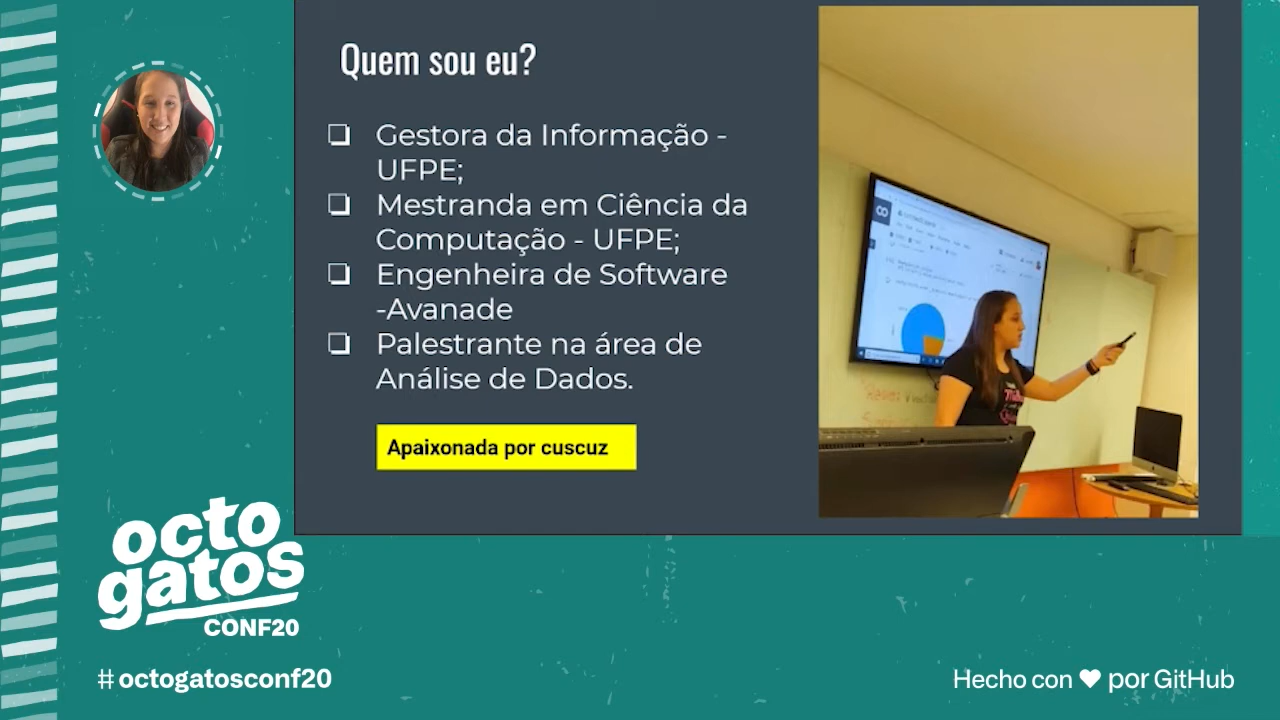 Quem sou eu?
❏ Gestora da Informação -
UFPE;
❏ Mestranda em Ciência da
Computação - UFPE;
❏ Engenheira de Software
-Avanade
❏ Palestrante na área de
Análise de Dados.
Apaixonada por cuscuz
octo
gatos
CONF20
#octogatosconf20
Hecho con ♥ por GitHub